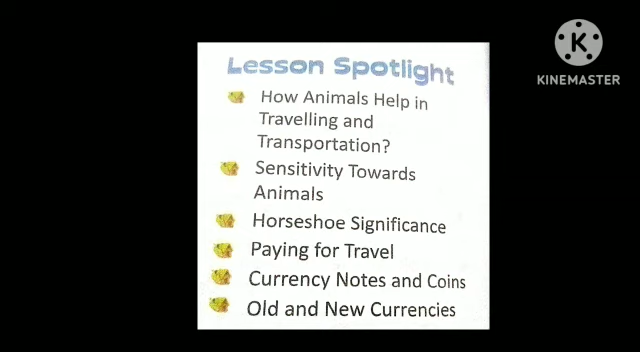 Lesson Spotlight
How Animals Help in
Travelling and
Transportation?
Sensitivity Towards
Animals
Horseshoe Significance
Paying for Travel
Currency Notes and Coins
Old and New Currencies
K
KINEMASTER